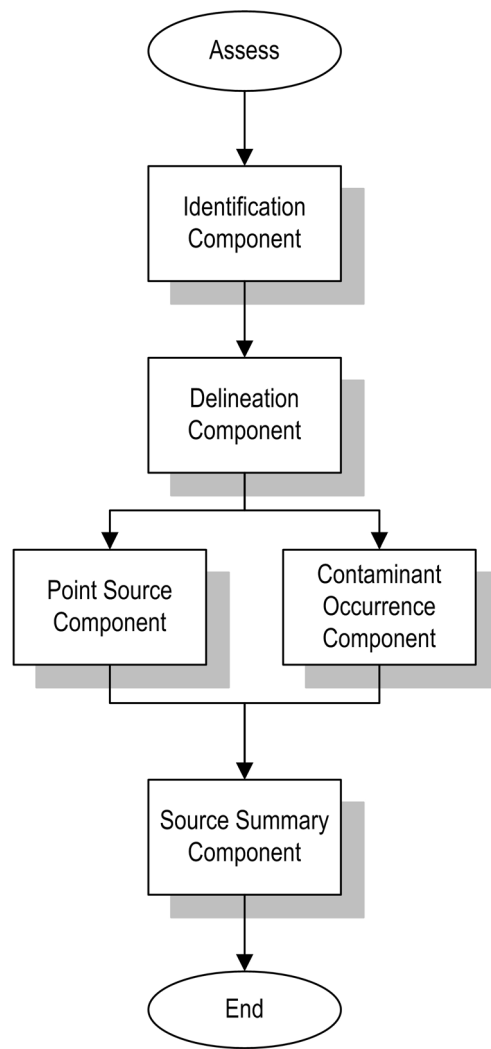 Assess
Identification
Component
Delineation
Component
Point Source
Component
Contaminant
Occurrence
Component
Source Summary
Component
End